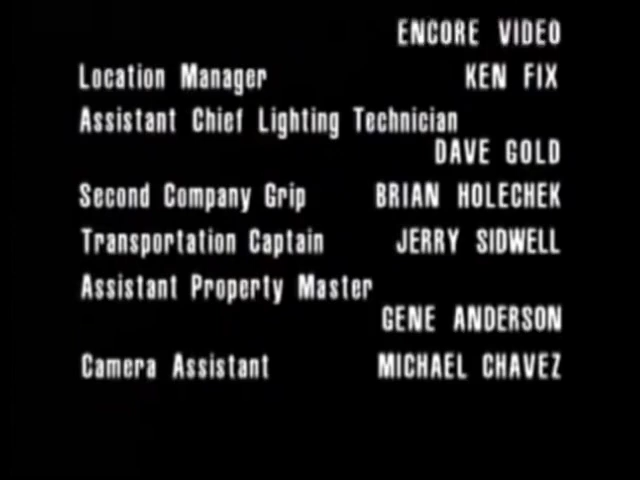 ENCORE VIDEO
Location Manager KEN FIX
Assistant Chief Lighting Technician
DAVE GOLD
Second Company Grip BRIAN HOLECHEK
Transportation Captain JERRY SIDWELL
Assistant Property Master
GENE ANDERSON
Camera Assistant MICHAEL CHAVEZ